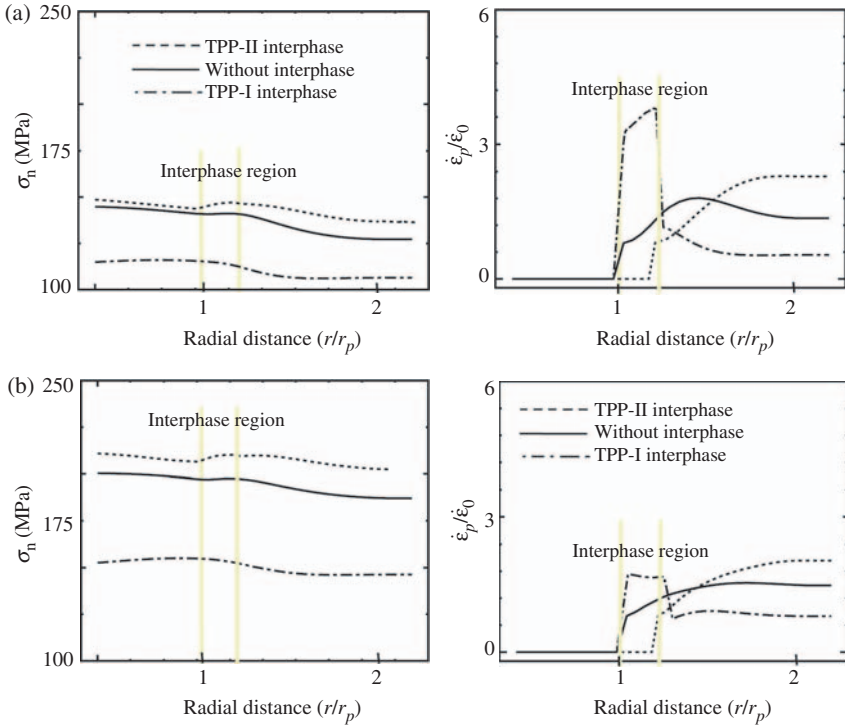 (a)
250
175
100
σn (MPa)
TPP-II interphase
Without interphase
TPP-I interphase
Interphase region
1
2
Radial distance (r/rp)
6
3
0
ε̇p/ε̇0
Interphase region
1
2
Radial distance (r/rp)
(b)
250
175
100
σn (MPa)
Interphase region
1
2
Radial distance (r/rp)
6
3
0
ε̇p/ε̇0
TPP-II interphase
Without interphase
TPP-I interphase
Interphase region
1
2
Radial distance (r/rp)